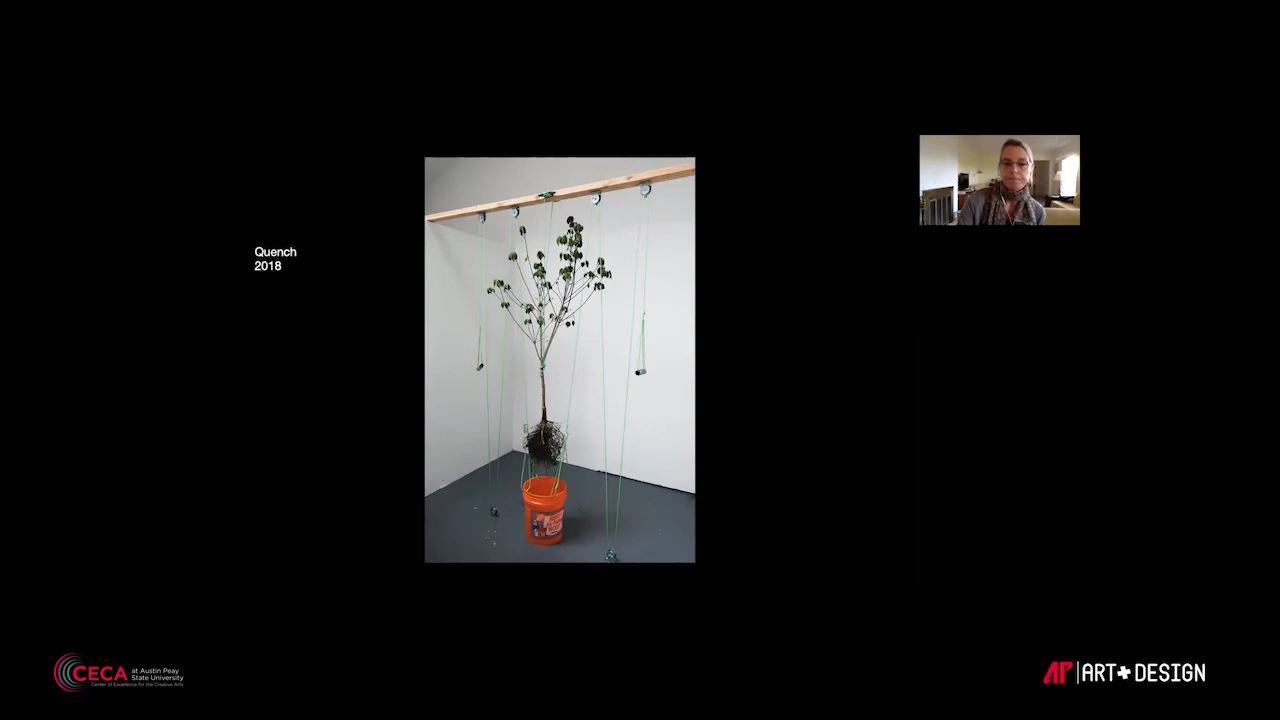 Quench
2018
CECA
at Austin Peay
State University
Center of Excellence for the Creative Arts
AP ART+DESIGN